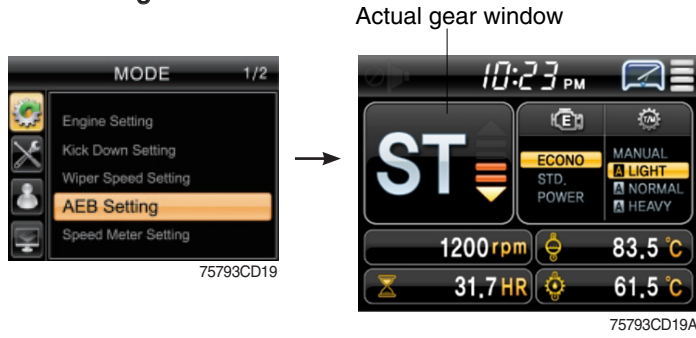 Actual gear window
MODE 1/2
Engine Setting
Kick Down Setting
Wiper Speed Setting
AEB Setting
Speed Meter Setting
75793CD19
10:23 PM
ST
E
T/M
ECONO
STD.
POWER
MANUAL
A LIGHT
A NORMAL
A HEAVY
1200 rpm
83.5 °C
31.7 HR
61.5 °C
75793CD19A